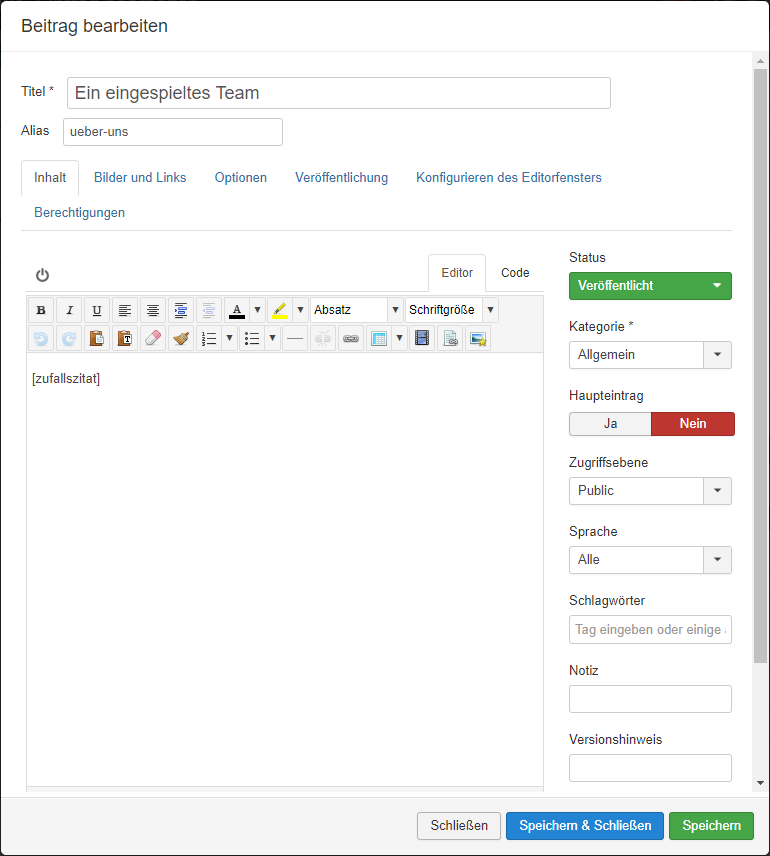 Beitrag bearbeiten
Titel * Ein eingespieltes Team
Alias ueber-uns
Inhalt Bilder und Links Optionen Veröffentlichung Konfigurieren des Editorfensters
Berechtigungen
Editor Code
B I U A Absatz Schriftgröße
[zufallszitat]
Status
Veröffentlicht
Kategorie *
Allgemein
Haupteintrag
Ja Nein
Zugriffsebene
Public
Sprache
Alle
Schlagwörter
Tag eingeben oder einige
Notiz
Versionshinweis
Schließen Speichern & Schließen Speichern